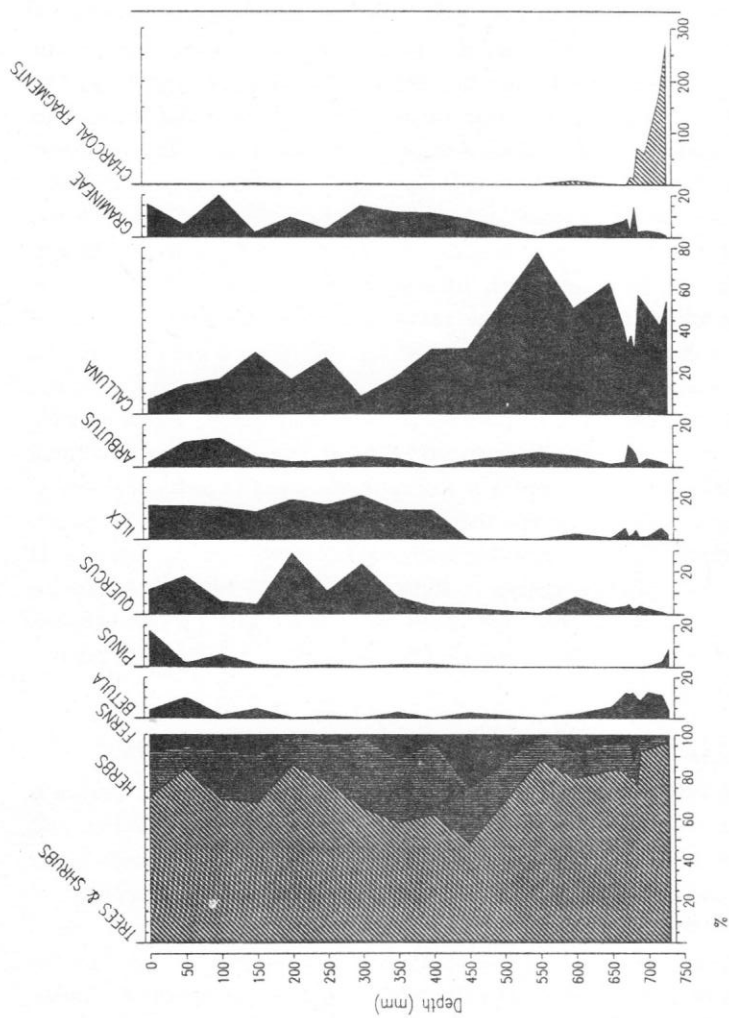 TREES & SHRUBS
HERBS
FERNS
BETULA
PINUS
QUERCUS
ILEX
ARBUTUS
CALLUNA
GRAMINEAE
CHARCOAL FRAGMENTS
Depth (mm)
0
50
100
150
200
250
300
350
400
450
500
550
600
650
700
750
%
20 40 60 80 100
20
20
20
20
20
20 40 60 80
20
100 200 300